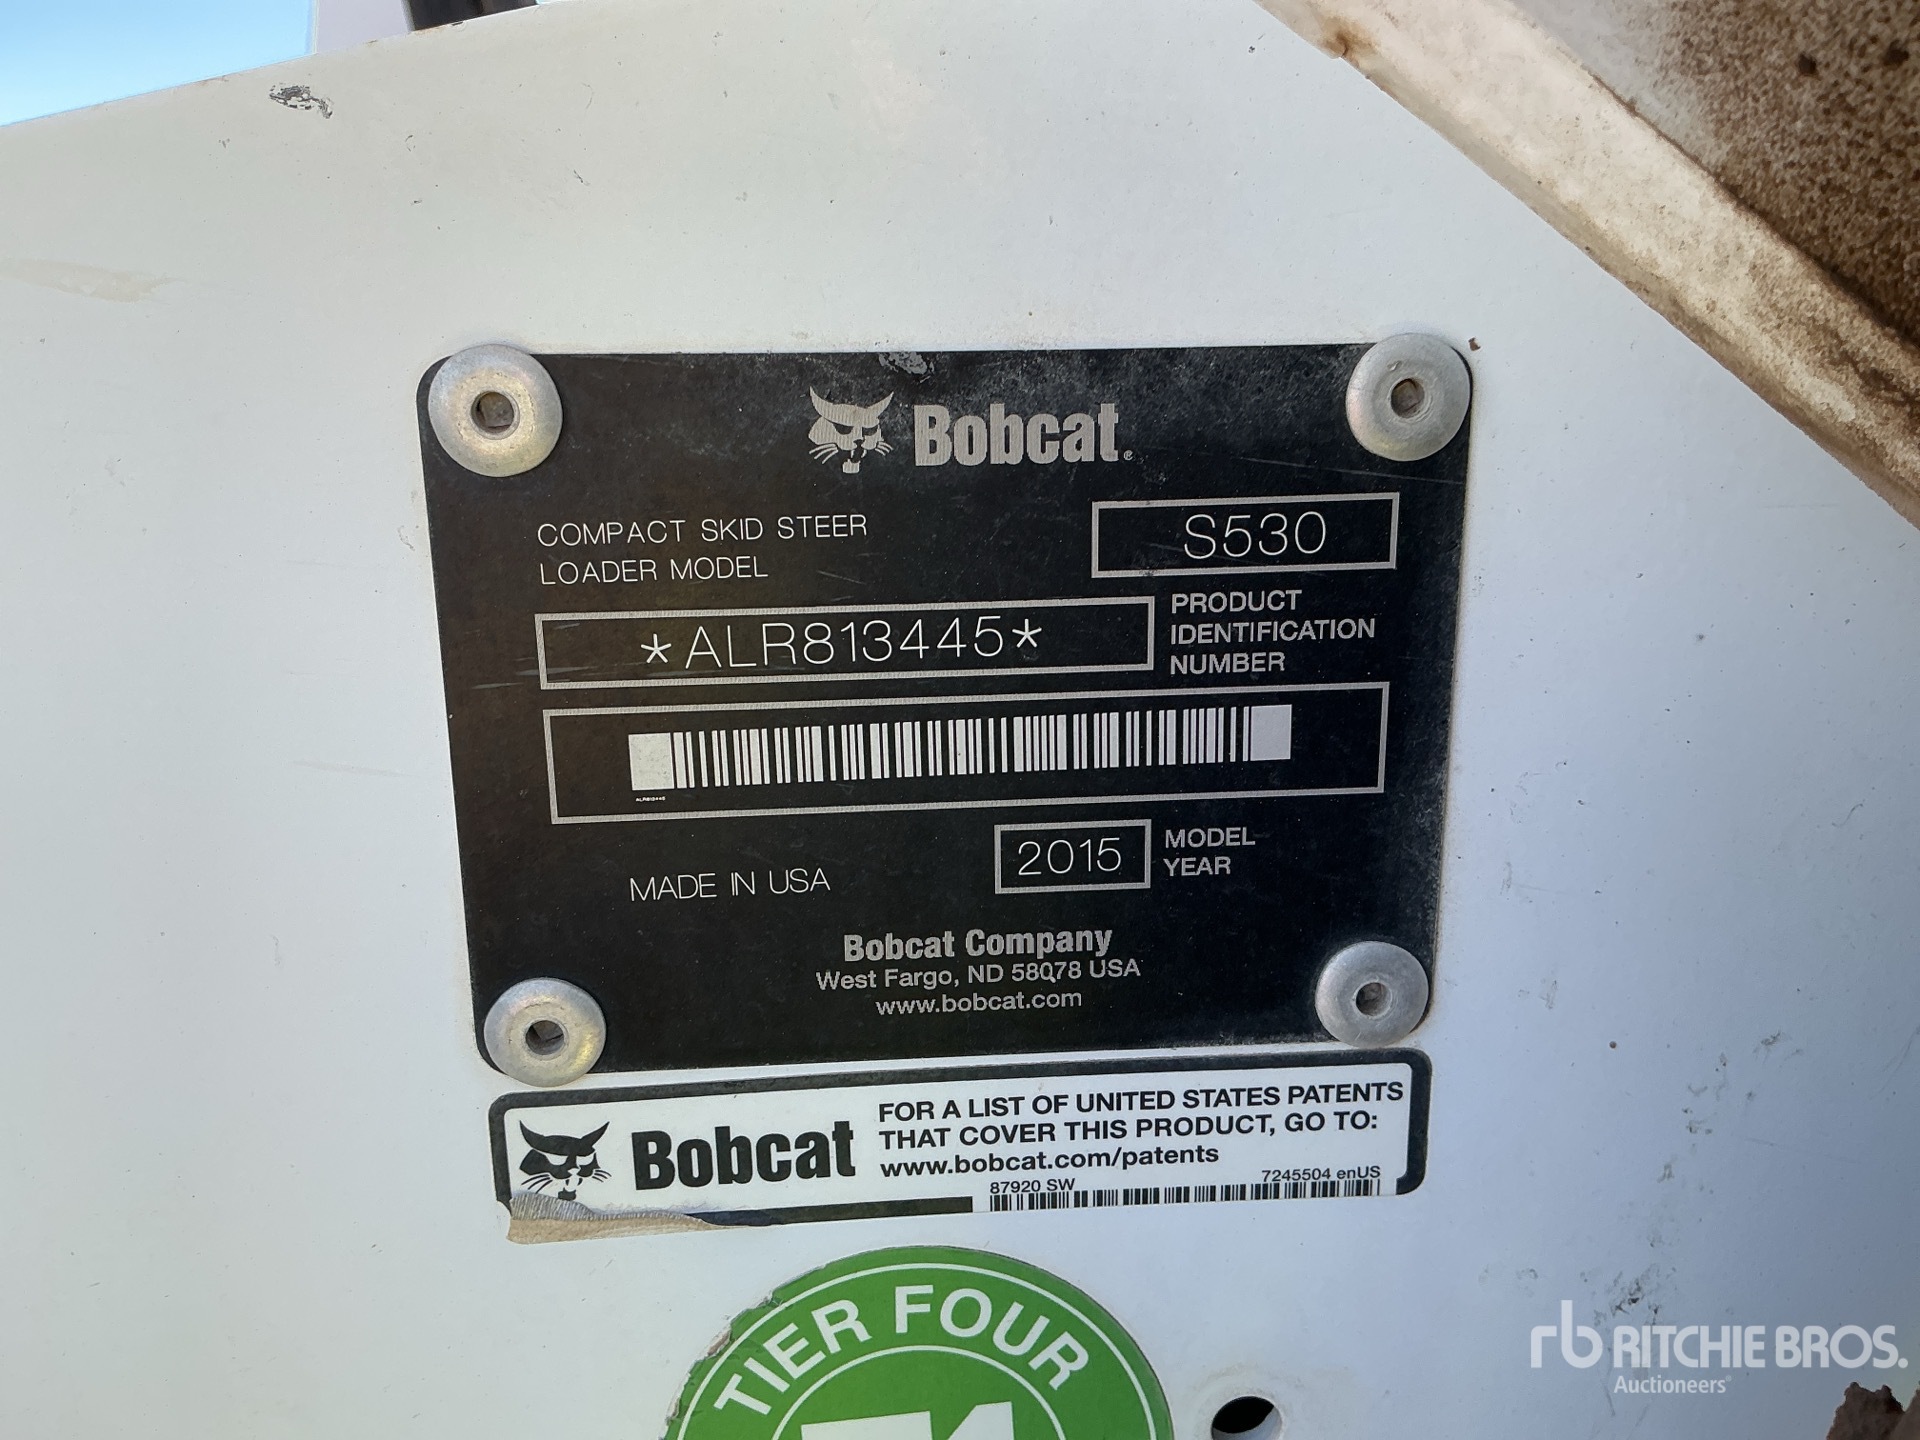 Bobcat®
COMPACT SKID STEER
LOADER MODEL
S530
*ALR813445*
PRODUCT
IDENTIFICATION
NUMBER
ALR813445
MADE IN USA
2015
MODEL
YEAR
Bobcat Company
West Fargo, ND 58078 USA
www.bobcat.com
Bobcat
FOR A LIST OF UNITED STATES PATENTS
THAT COVER THIS PRODUCT, GO TO:
www.bobcat.com/patents
87920 SW
7245504 enUS
TIER FOUR
rb RITCHIE BROS.
Auctioneers